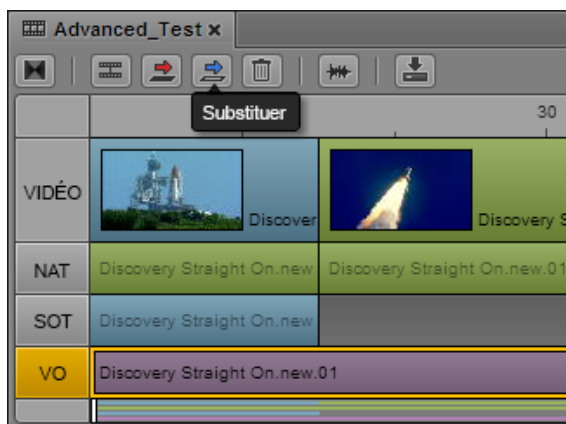 Advanced_Test x
Substituer
30
VIDÉO
Discover
Discovery S
NAT
Discovery Straight On.new
Discovery Straight On.new.01
SOT
Discovery Straight On.new
VO
Discovery Straight On.new.01